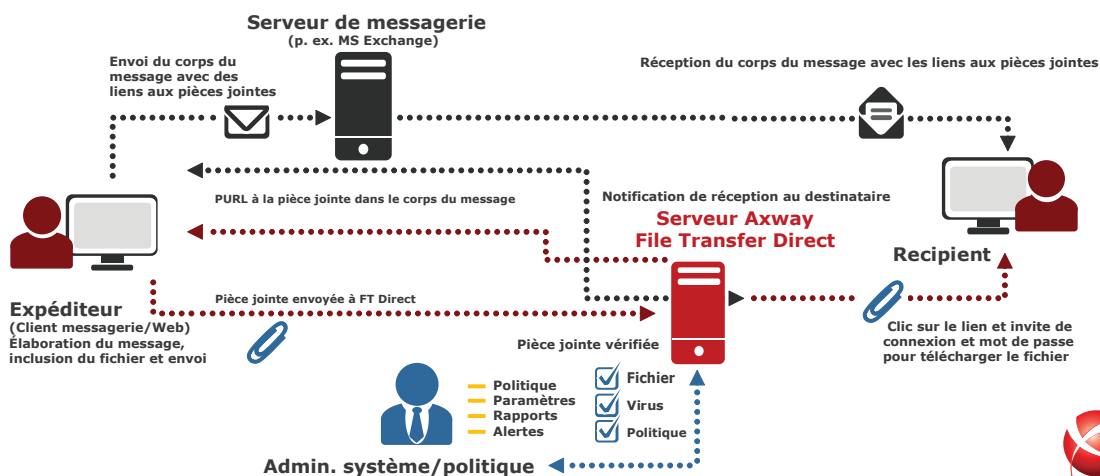 Serveur de messagerie
(p. ex. MS Exchange)
Envoi du corps du
message avec des
liens aux pièces jointes
Réception du corps du message avec les liens aux pièces jointes
PURL à la pièce jointe dans le corps du message
Notification de réception au destinataire
Serveur Axway
File Transfer Direct
Recipient
Expéditeur
(Client messagerie/Web)
Élaboration du message,
inclusion du fichier et envoi
Pièce jointe envoyée à FT Direct
Clic sur le lien et invite de
connexion et mot de passe
pour télécharger le fichier
Pièce jointe vérifiée
Fichier
Virus
Politique
Politique
Paramètres
Rapports
Alertes
Admin. système/politique